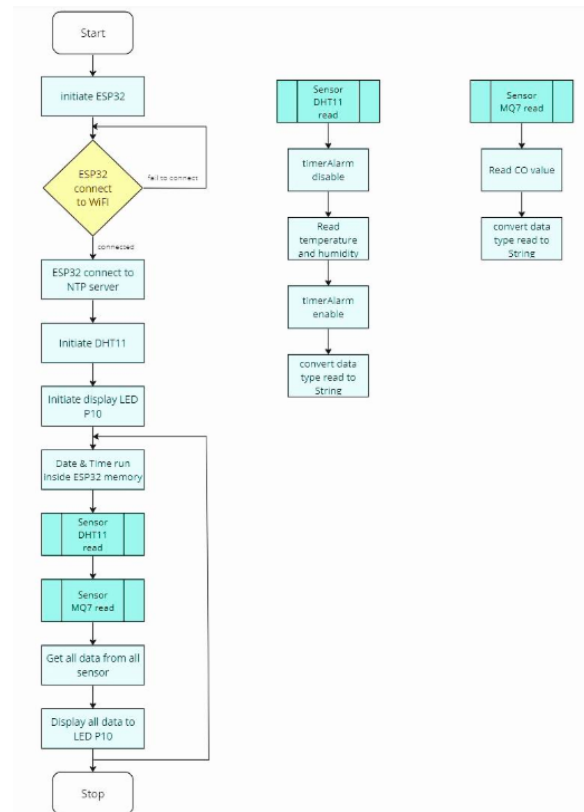 Start
initiate ESP32
ESP32
connect
to WiFI
fail to connect
connected
ESP32 connect to
NTP server
Initiate DHT11
Initiate display LED
P10
Date & Time run
inside ESP32 memory
Sensor
DHT11
read
Sensor
MQ7 read
Get all data from all
sensor
Display all data to
LED P10
Stop
Sensor
DHT11
read
timerAlarm
disable
Read
temperature
and humidity
timerAlarm
enable
convert data
type read to
String
Sensor
MQ7 read
Read CO value
convert data
type read to
String